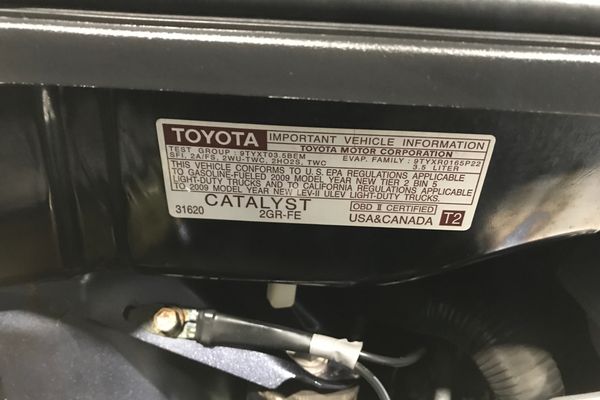 TOYOTA IMPORTANT VEHICLE INFORMATION
TOYOTA MOTOR CORPORATION
TEST GROUP : 9TYXT03.5BEM EVAP. FAMILY : 9TYXR0165P22
SFI, 2A/FS, 2WU-TWC, 2HO2S, TWC 3.5 LITER
THIS VEHICLE CONFORMS TO U.S. EPA REGULATIONS APPLICABLE
TO GASOLINE-FUELED 2009 MODEL YEAR NEW TIER 2 BIN 5
LIGHT-DUTY TRUCKS AND TO CALIFORNIA REGULATIONS APPLICABLE
TO 2009 MODEL YEAR NEW LEV-II ULEV LIGHT-DUTY TRUCKS.
CATALYST OBD II CERTIFIED
31620 2GR-FE USA&CANADA T2